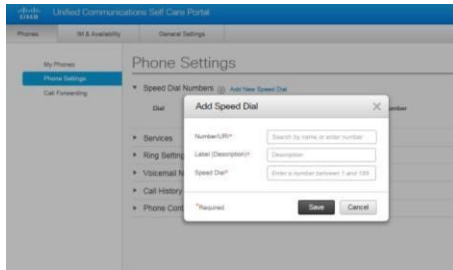 CISCO Unified Communications Self Care Portal
Phones IM & Availability General Settings
My Phones
Phone Settings
Call Forwarding
Phone Settings
Speed Dial Numbers Add New Speed Dial
Dial
Add Speed Dial
Number/URI*
Search by name or enter number
Label (Description)*
Description
Speed Dial*
Enter a number between 1 and 199
*Required
Save Cancel
Services
Ring Setting
Voicemail N
Call History
Phone Cont